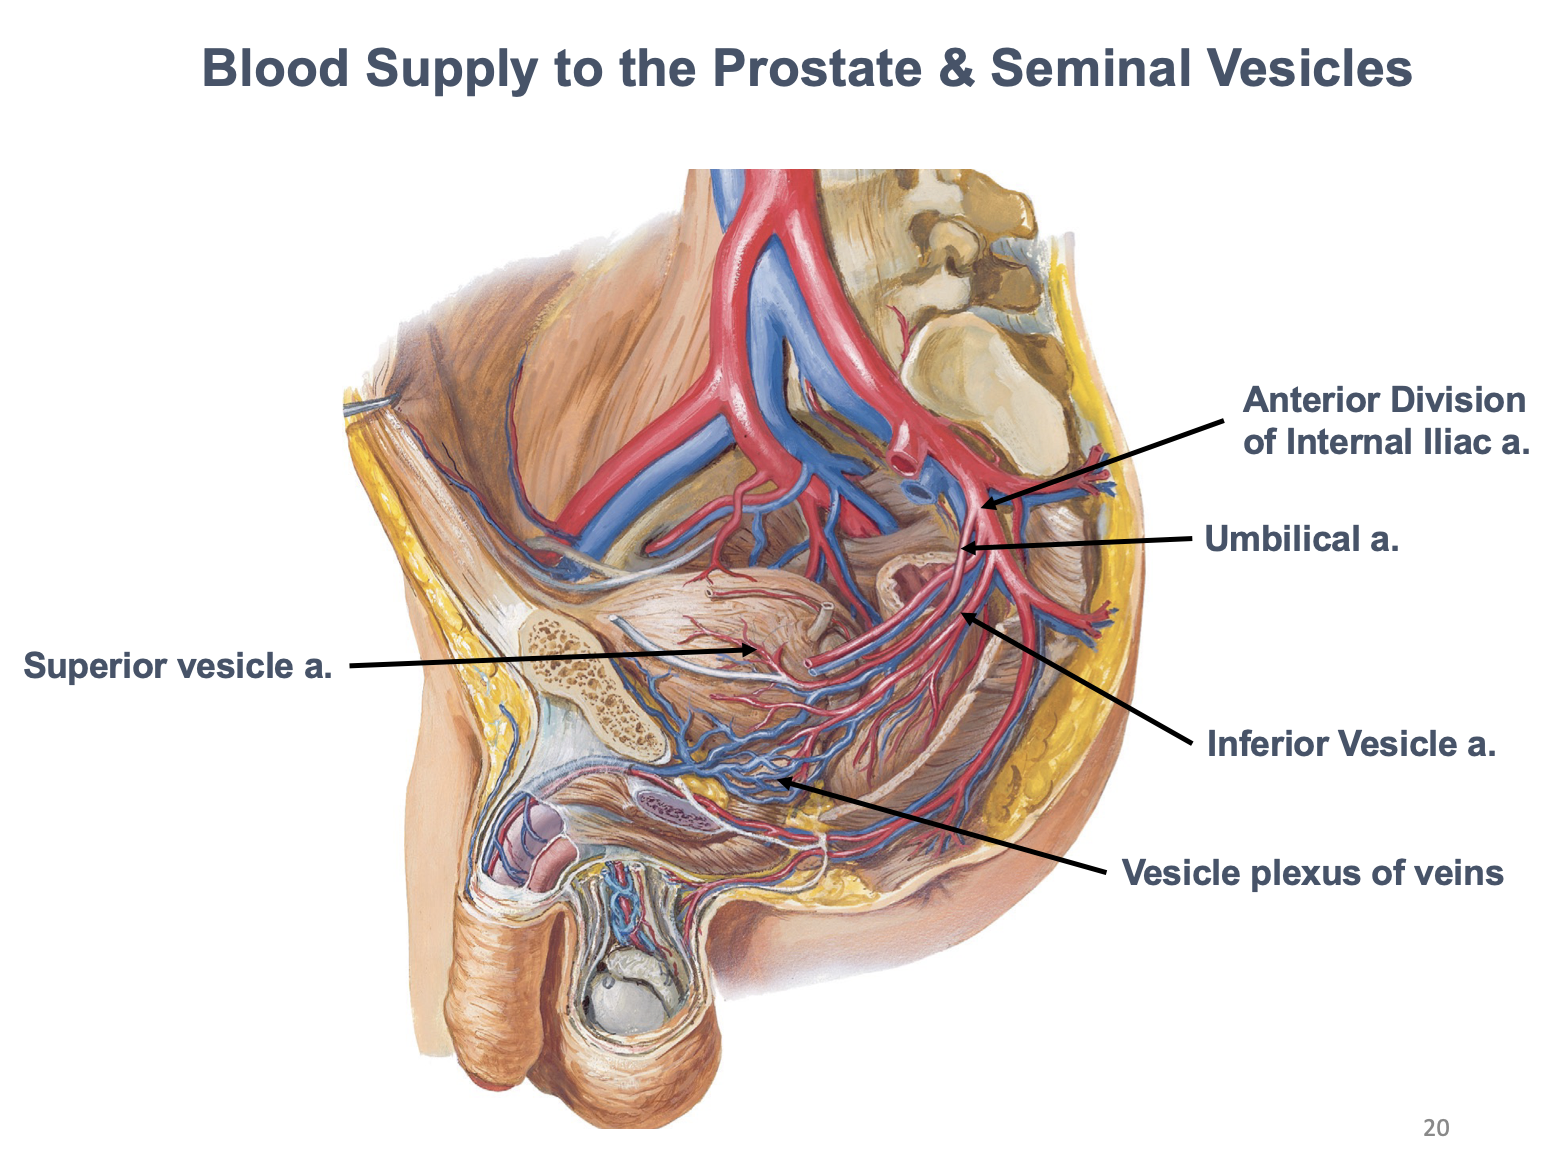 Blood Supply to the Prostate & Seminal Vesicles
Anterior Division
of Internal Iliac a.
Umbilical a.
Superior vesicle a.
Inferior Vesicle a.
Vesicle plexus of veins
20